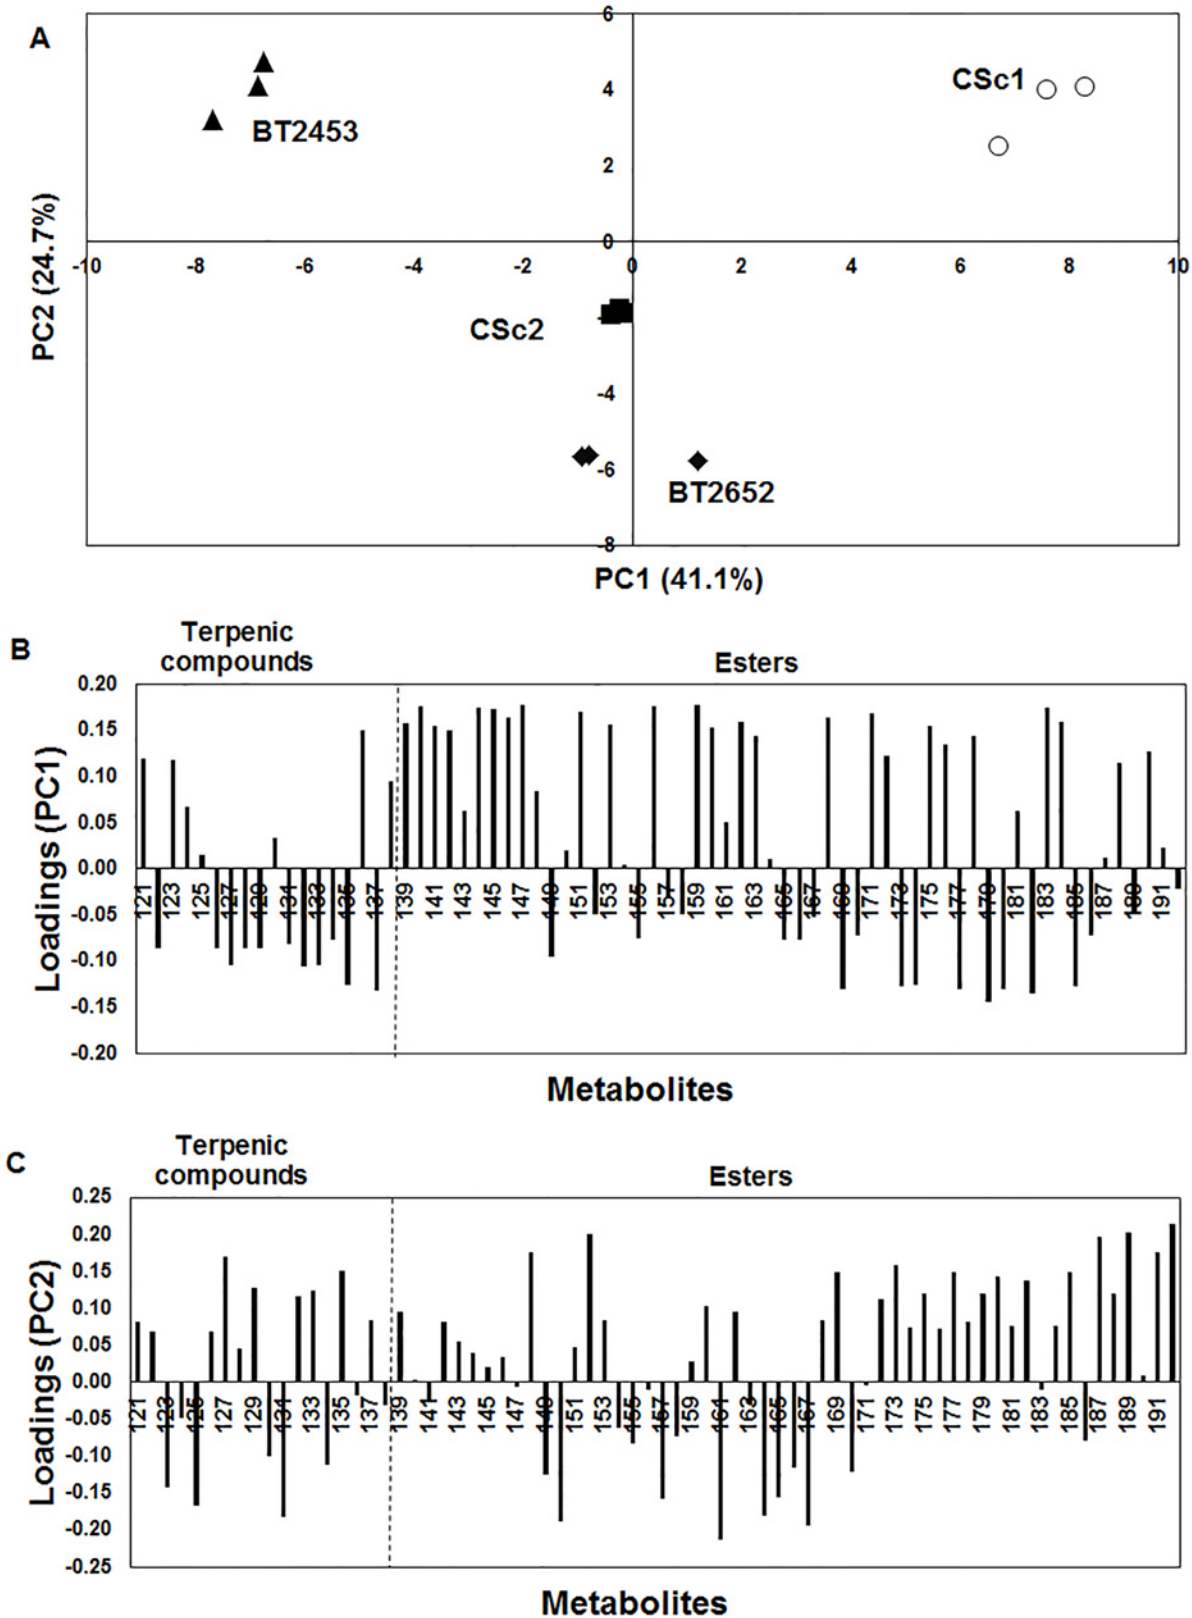 A
6
4
2
0
-4
-6
-8
-10 -8 -6 -4 -2 0 2 4 6 8 10
CSc1
BT2453
CSc2
BT2652
PC2 (24.7%)
PC1 (41.1%)
B
Terpenic
compounds
Esters
0.20
0.15
0.10
0.05
0.00
-0.05
-0.10
-0.15
-0.20
Loadings (PC1)
121 123 125 127 129 131 133 135 137 139 141 143 145 147 149 151 153 155 157 159 161 163 165 167 169 171 173 175 177 179 181 183 185 187 189 191
Metabolites
C
Terpenic
compounds
Esters
0.25
0.20
0.15
0.10
0.05
0.00
-0.05
-0.10
-0.15
-0.20
-0.25
Loadings (PC2)
121 123 125 127 129 131 133 135 137 139 141 143 145 147 149 151 153 155 157 159 161 163 165 167 169 171 173 175 177 179 181 183 185 187 189 191
Metabolites